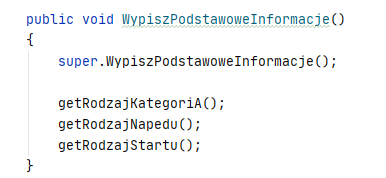 public void WypiszPodstawoweInformacje()
{
super.WypiszPodstawoweInformacje();
getRodzajKategoriA();
getRodzajNapedu();
getRodzajStartu();
}